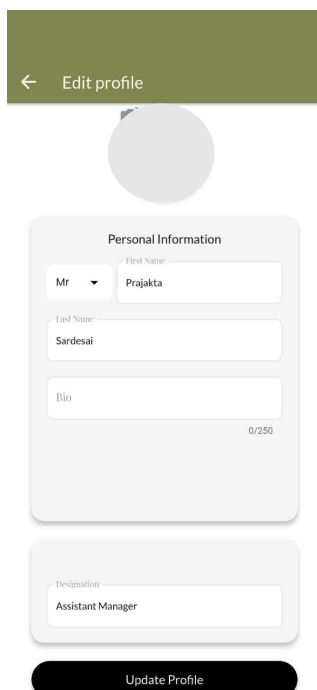 Edit profile
Personal Information
First Name
Mr
Prajakta
Last Name
Sardesai
Bio
0/250
Designation
Assistant Manager
Update Profile